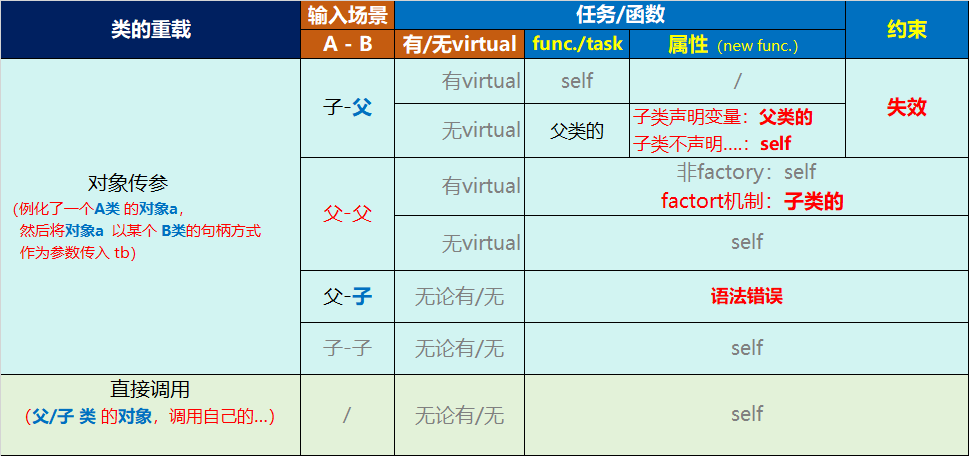 类的重载
输入场景
任务/函数
约束
A - B
有/无virtual
func./task
属性 (new func.)
对象传参
(例化了一个A类 的对象a，
然后将对象a 以某个 B类的句柄方式
作为参数传入 tb)
子-父
有virtual
self
/
失效
无virtual
父类的
子类声明变量：父类的
子类不声明....：self
父-父
有virtual
非factory：self
factort机制：子类的
无virtual
self
父-子
无论有/无
语法错误
子-子
无论有/无
self
直接调用
（父/子 类 的对象，调用自己的...）
/
无论有/无
self